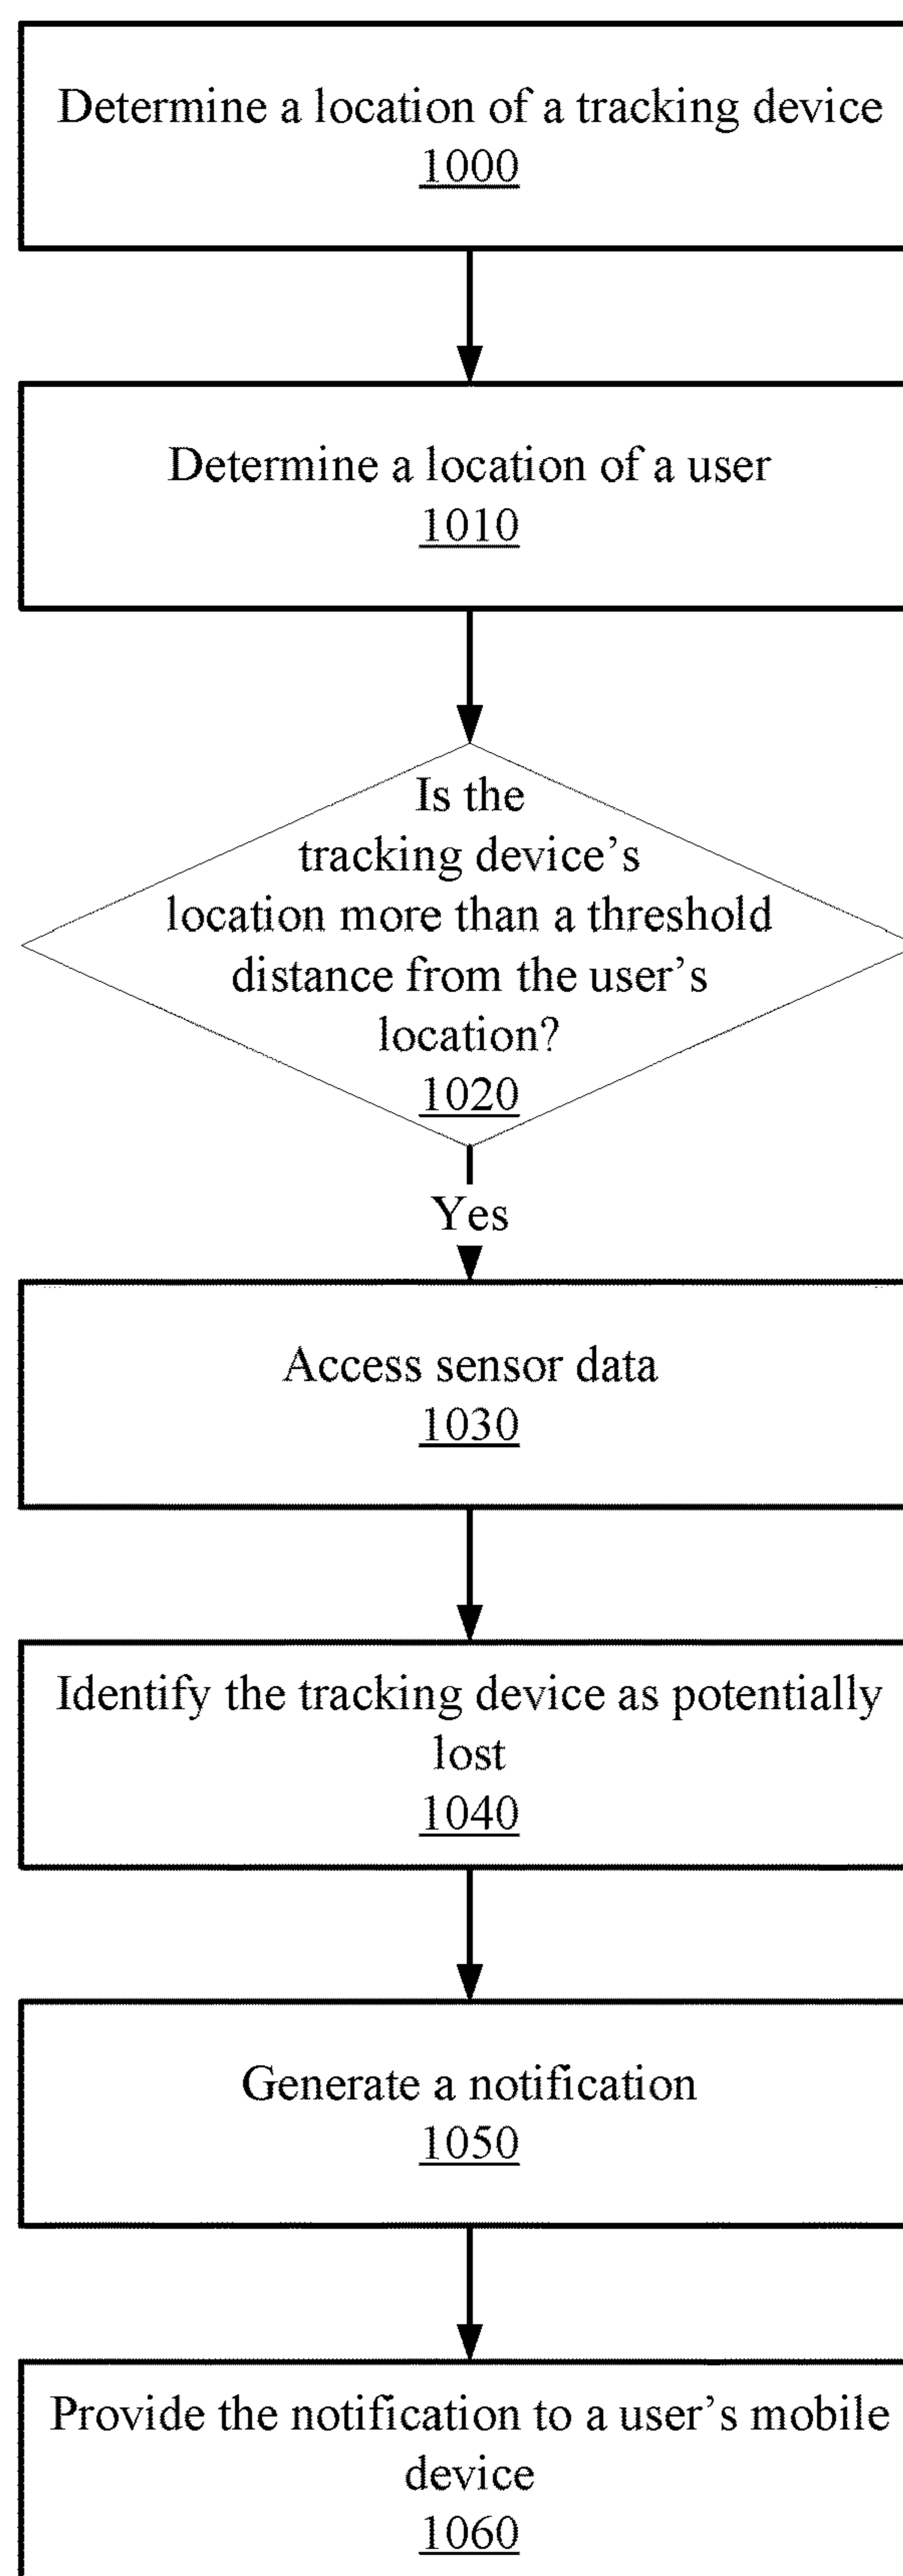 Determine a location of a tracking device
1000
Determine a location of a user
1010
Is the
tracking device’s
location more than a threshold
distance from the user’s
location?
1020
Yes
Access sensor data
1030
Identify the tracking device as potentially
lost
1040
Generate a notification
1050
Provide the notification to a user’s mobile
device
1060